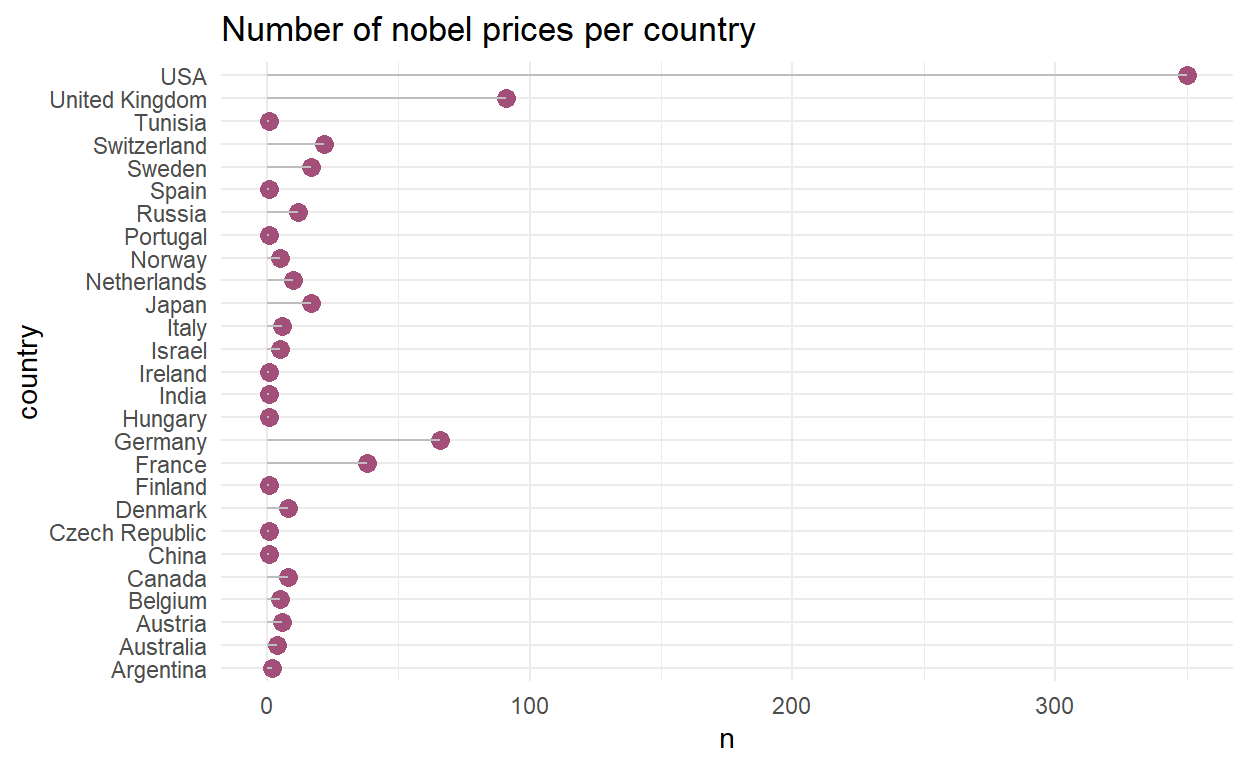 Number of nobel prices per country
USA
United Kingdom
Tunisia
Switzerland
Sweden
Spain
Russia
Portugal
Norway
Netherlands
Japan
Italy
Israel
Ireland
India
Hungary
Germany
France
Finland
Denmark
Czech Republic
China
Canada
Belgium
Austria
Australia
Argentina
country
0 100 200 300
n